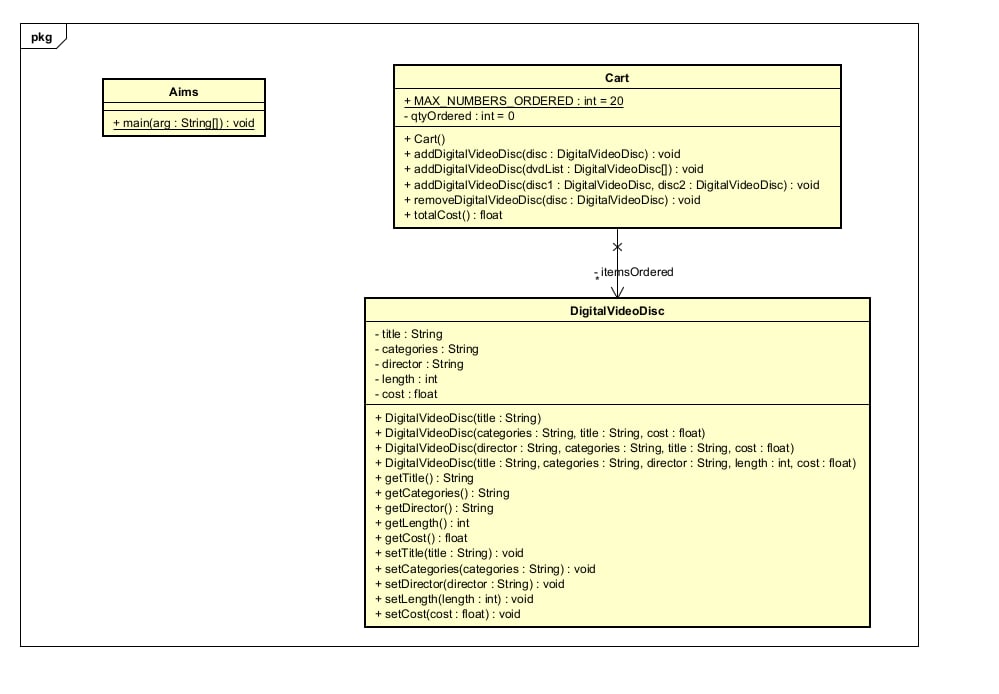 pkg
Aims
+ main(arg : String[]) : void
Cart
+ MAX_NUMBERS_ORDERED : int = 20
- qtyOrdered : int = 0
+ Cart()
+ addDigitalVideoDisc(disc : DigitalVideoDisc) : void
+ addDigitalVideoDisc(dvdList : DigitalVideoDisc[]) : void
+ addDigitalVideoDisc(disc1 : DigitalVideoDisc, disc2 : DigitalVideoDisc) : void
+ removeDigitalVideoDisc(disc : DigitalVideoDisc) : void
+ totalCost() : float
- itemsOrdered
*
DigitalVideoDisc
- title : String
- categories : String
- director : String
- length : int
- cost : float
+ DigitalVideoDisc(title : String)
+ DigitalVideoDisc(categories : String, title : String, cost : float)
+ DigitalVideoDisc(director : String, categories : String, title : String, cost : float)
+ DigitalVideoDisc(title : String, categories : String, director : String, length : int, cost : float)
+ getTitle() : String
+ getCategories() : String
+ getDirector() : String
+ getLength() : int
+ getCost() : float
+ setTitle(title : String) : void
+ setCategories(categories : String) : void
+ setDirector(director : String) : void
+ setLength(length : int) : void
+ setCost(cost : float) : void